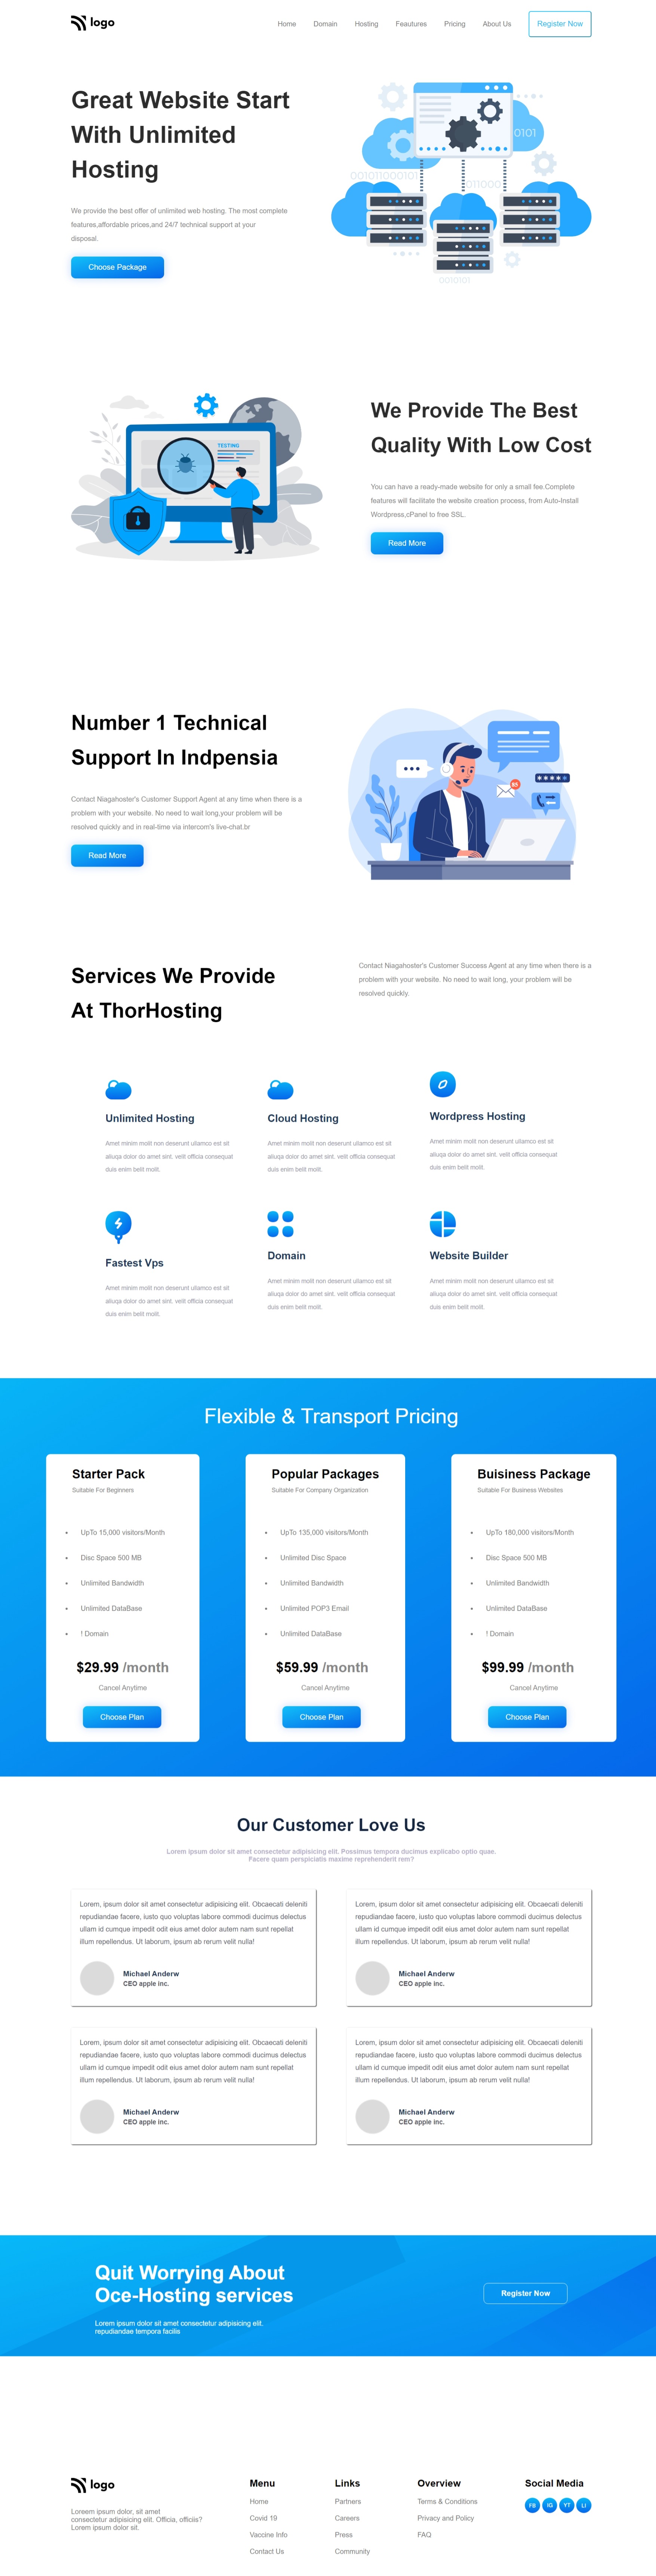 logo
Home
Domain
Hosting
Feautures
Pricing
About Us
Register Now
Great Website Start
With Unlimited
Hosting
We provide the best offer of unlimited web hosting. The most complete
features,affordable prices,and 24/7 technical support at your
disposal.
Choose Package
0101
001011000101
011000
0010101
TESTING
We Provide The Best
Quality With Low Cost
You can have a ready-made website for only a small fee.Complete
features will facilitate the website creation process, from Auto-Install
Wordpress,cPanel to free SSL.
Read More
Number 1 Technical
Support In Indpensia
Contact Niagahoster's Customer Support Agent at any time when there is a
problem with your website. No need to wait long,your problem will be
resolved quickly and in real-time via intercom's live-chat.br
Read More
Services We Provide
At ThorHosting
Contact Niagahoster's Customer Success Agent at any time when there is a
problem with your website. No need to wait long, your problem will be
resolved quickly.
Unlimited Hosting
Amet minim molit non deserunt ullamco est sit
aliuqa dolor do amet sint. velit officia consequat
duis enim belit molit.
Cloud Hosting
Amet minim molit non deserunt ullamco est sit
aliuqa dolor do amet sint. velit officia consequat
duis enim belit molit.
Wordpress Hosting
Amet minim molit non deserunt ullamco est sit
aliuqa dolor do amet sint. velit officia consequat
duis enim belit molit.
Fastest Vps
Amet minim molit non deserunt ullamco est sit
aliuqa dolor do amet sint. velit officia consequat
duis enim belit molit.
Domain
Amet minim molit non deserunt ullamco est sit
aliuqa dolor do amet sint. velit officia consequat
duis enim belit molit.
Website Builder
Amet minim molit non deserunt ullamco est sit
aliuqa dolor do amet sint. velit officia consequat
duis enim belit molit.
Flexible & Transport Pricing
Starter Pack
Suitable For Beginners
• UpTo 15,000 visitors/Month
• Disc Space 500 MB
• Unlimited Bandwidth
• Unlimited DataBase
• ! Domain
$29.99 /month
Cancel Anytime
Choose Plan
Popular Packages
Suitable For Company Organization
• UpTo 135,000 visitors/Month
• Unlimited Disc Space
• Unlimited Bandwidth
• Unlimited POP3 Email
• Unlimited DataBase
$59.99 /month
Cancel Anytime
Choose Plan
Buisiness Package
Suitable For Business Websites
• UpTo 180,000 visitors/Month
• Disc Space 500 MB
• Unlimited Bandwidth
• Unlimited DataBase
• ! Domain
$99.99 /month
Cancel Anytime
Choose Plan
Our Customer Love Us
Lorem ipsum dolor sit amet consectetur adipisicing elit. Possimus tempora ducimus explicabo optio quae.
Facere quam perspiciatis maxime reprehenderit rem?
Lorem, ipsum dolor sit amet consectetur adipisicing elit. Obcaecati deleniti
repudiandae facere, iusto quo voluptas labore commodi ducimus delectus
ullam id cumque impedit odit eius amet dolor autem nam sunt repellat
illum repellendus. Ut laborum, ipsum ab rerum velit nulla!
Michael Anderw
CEO apple inc.
Lorem, ipsum dolor sit amet consectetur adipisicing elit. Obcaecati deleniti
repudiandae facere, iusto quo voluptas labore commodi ducimus delectus
ullam id cumque impedit odit eius amet dolor autem nam sunt repellat
illum repellendus. Ut laborum, ipsum ab rerum velit nulla!
Michael Anderw
CEO apple inc.
Lorem, ipsum dolor sit amet consectetur adipisicing elit. Obcaecati deleniti
repudiandae facere, iusto quo voluptas labore commodi ducimus delectus
ullam id cumque impedit odit eius amet dolor autem nam sunt repellat
illum repellendus. Ut laborum, ipsum ab rerum velit nulla!
Michael Anderw
CEO apple inc.
Lorem, ipsum dolor sit amet consectetur adipisicing elit. Obcaecati deleniti
repudiandae facere, iusto quo voluptas labore commodi ducimus delectus
ullam id cumque impedit odit eius amet dolor autem nam sunt repellat
illum repellendus. Ut laborum, ipsum ab rerum velit nulla!
Michael Anderw
CEO apple inc.
Quit Worrying About
Oce-Hosting services
Lorem ipsum dolor sit amet consectetur adipisicing elit.
repudiandae tempora facilis
Register Now
logo
Loreem ipsum dolor, sit amet
consectetur adipisicing elit. Officia, officiis?
Lorem ipsum dolor sit.
Menu
Home
Covid 19
Vaccine Info
Contact Us
Links
Partners
Careers
Press
Community
Overview
Terms & Conditions
Privacy and Policy
FAQ
Social Media
FB
IG
YT
LI